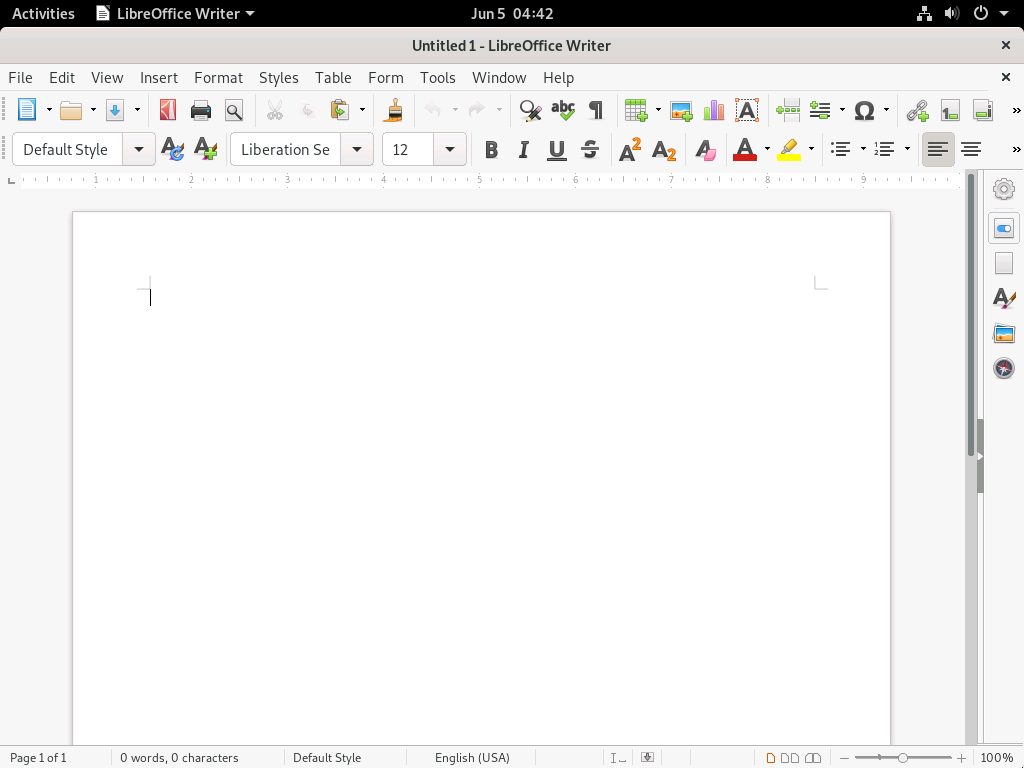 Activities LibreOffice Writer Jun 5 04:42
Untitled 1 - LibreOffice Writer
File Edit View Insert Format Styles Table Form Tools Window Help
Default Style Liberation Se 12
1 2 3 4 5 6 7 8 9
Page 1 of 1 0 words, 0 characters Default Style English (USA) 100%